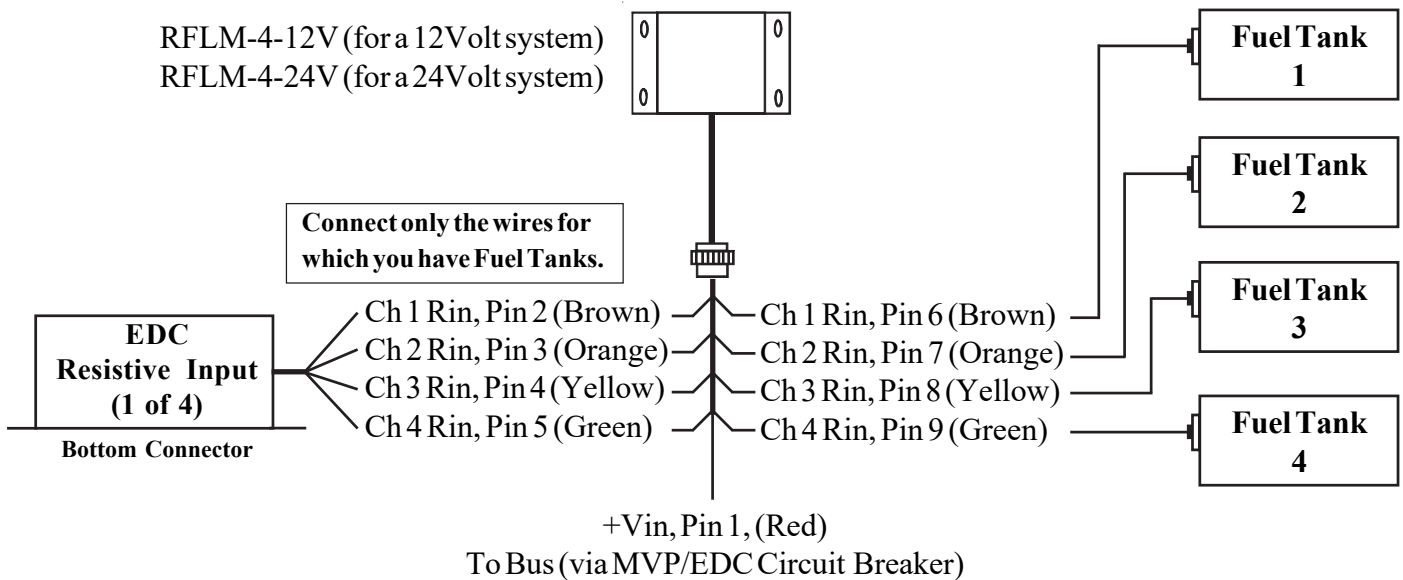 RFLM-4-12V (for a 12Volt system)
RFLM-4-24V (for a 24Volt system)
Fuel Tank
1
Fuel Tank
2
Connect only the wires for
which you have Fuel Tanks.
Fuel Tank
3
EDC
Resistive Input
(1 of 4)
Bottom Connector
Ch 1 Rin, Pin 2 (Brown)
Ch 2 Rin, Pin 3 (Orange)
Ch 3 Rin, Pin 4 (Yellow)
Ch 4 Rin, Pin 5 (Green)
Ch 1 Rin, Pin 6 (Brown)
Ch 2 Rin, Pin 7 (Orange)
Ch 3 Rin, Pin 8 (Yellow)
Ch 4 Rin, Pin 9 (Green)
Fuel Tank
4
+Vin, Pin 1, (Red)
To Bus (via MVP/EDC Circuit Breaker)